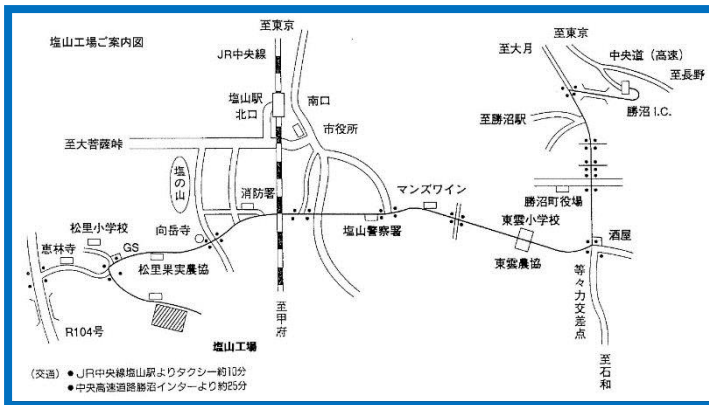 塩山工場ご案内図
至東京
JR中央線
塩山駅
北口
南口
市役所
至大菩薩峠
塩の山
消防署
向岳寺
松里小学校
恵林寺
GS
松里果実農協
R104号
塩山工場
至甲府
塩山警察署
マンズワイン
東雲小学校
東雲農協
至大月
至東京
中央道(高速)
至長野
勝沼 I.C.
至勝沼駅
勝沼町役場
酒屋
等々力交差点
至石和
(交通) ●JR中央線塩山駅よりタクシー約10分
●中央高速道路勝沼インターより約25分